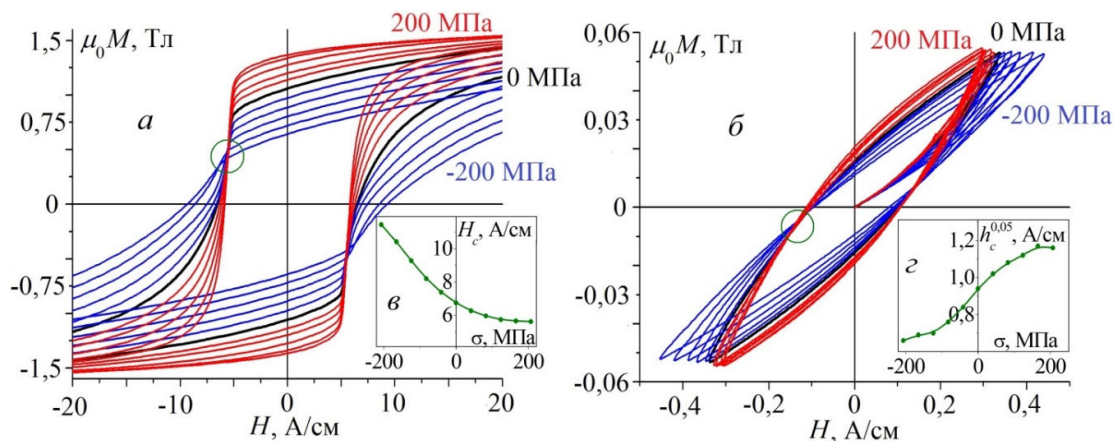 1,5
μ₀M, Тл
200 МПа
0,75
а
0 МПа
0
-200 МПа
-0,75
-1,5
-20
-10
0
10
20
H, А/см
H_c, А/см
10
8
6
в
-200
0
200
σ, МПа
0,06
μ₀M, Тл
200 МПа
0 МПа
0,03
б
-200 МПа
0
-0,03
-0,06
-0,4
-0,2
0
0,2
0,4
H, А/см
1,2
h_c^0,05, А/см
1,0
0,8
г
-200
0
200
σ, МПа